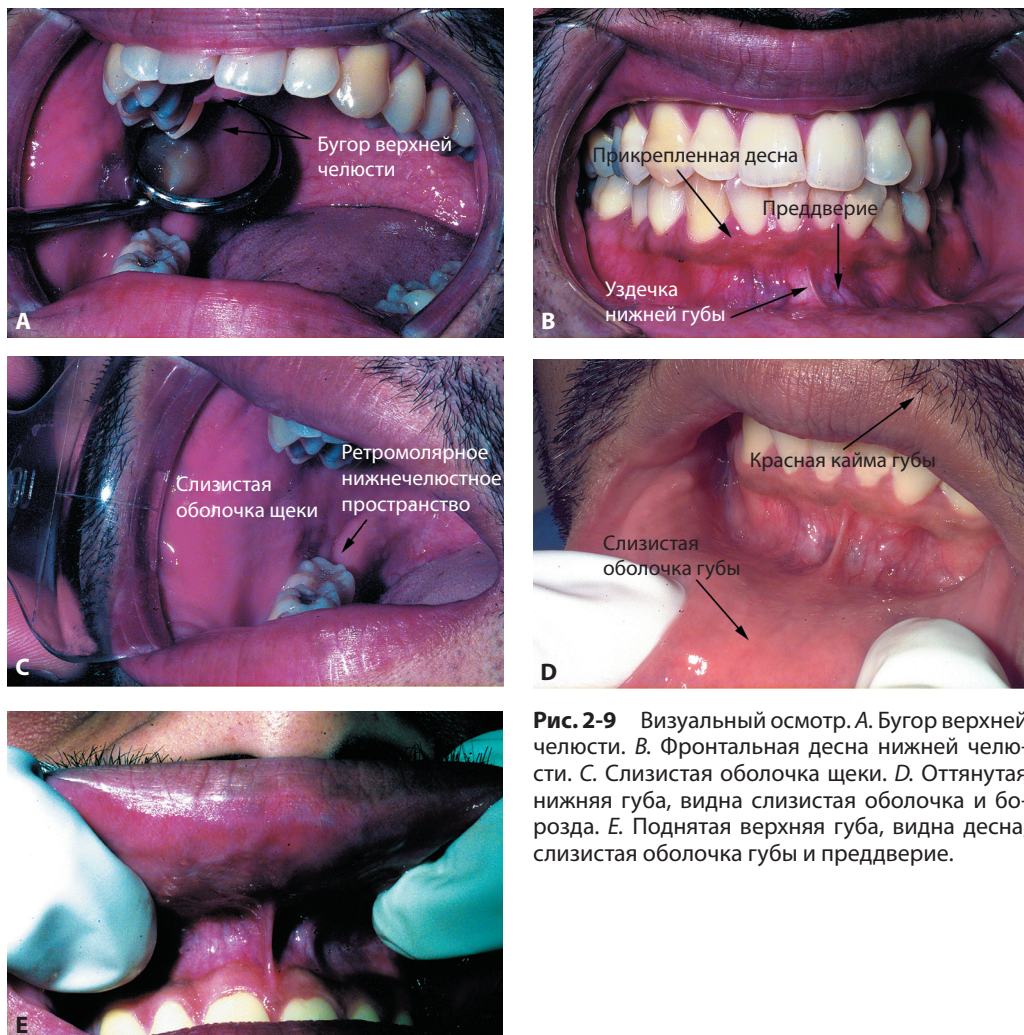 Бугор верхней
челюсти
A
Прикрепленная десна
Преддверие
Уздечка
нижней губы
B
Слизистая
оболочка щеки
Ретромолярное
нижнечелюстное
пространство
C
Красная кайма губы
Слизистая
оболочка губы
D
E
Рис. 2-9 Визуальный осмотр. A. Бугор верхней
челюсти. B. Фронтальная десна нижней челю-
сти. C. Слизистая оболочка щеки. D. Оттянутая
нижняя губа, видна слизистая оболочка и бо-
розда. E. Поднятая верхняя губа, видна десна,
слизистая оболочка губы и преддверие.